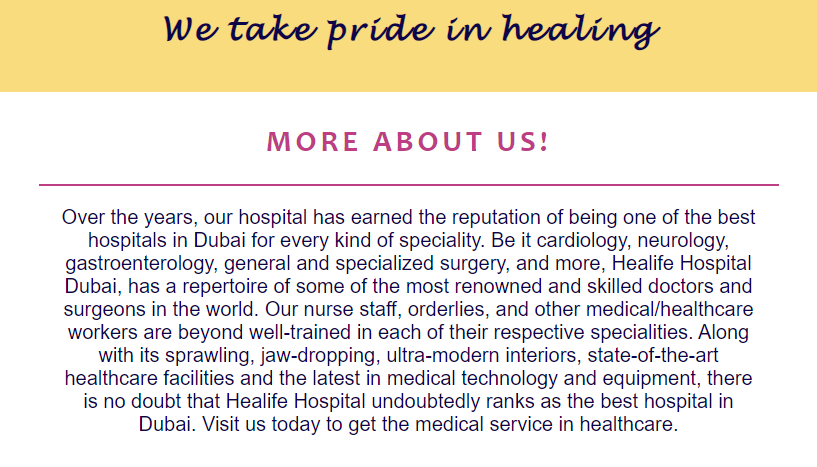 We take pride in healing
MORE ABOUT US!
Over the years, our hospital has earned the reputation of being one of the best
hospitals in Dubai for every kind of speciality. Be it cardiology, neurology,
gastroenterology, general and specialized surgery, and more, Healife Hospital
Dubai, has a repertoire of some of the most renowned and skilled doctors and
surgeons in the world. Our nurse staff, orderlies, and other medical/healthcare
workers are beyond well-trained in each of their respective specialities. Along
with its sprawling, jaw-dropping, ultra-modern interiors, state-of-the-art
healthcare facilities and the latest in medical technology and equipment, there
is no doubt that Healife Hospital undoubtedly ranks as the best hospital in
Dubai. Visit us today to get the medical service in healthcare.